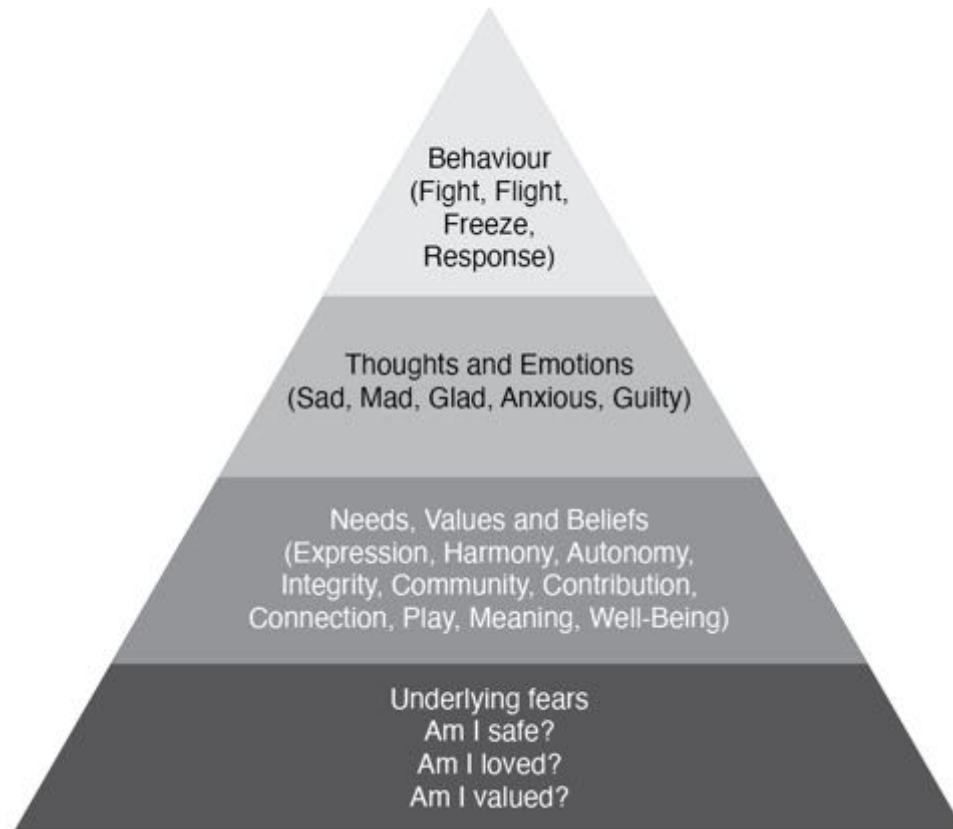 Behaviour
(Fight, Flight,
Freeze,
Response)
Thoughts and Emotions
(Sad, Mad, Glad, Anxious, Guilty)
Needs, Values and Beliefs
(Expression, Harmony, Autonomy,
Integrity, Community, Contribution,
Connection, Play, Meaning, Well-Being)
Underlying fears
Am I safe?
Am I loved?
Am I valued?